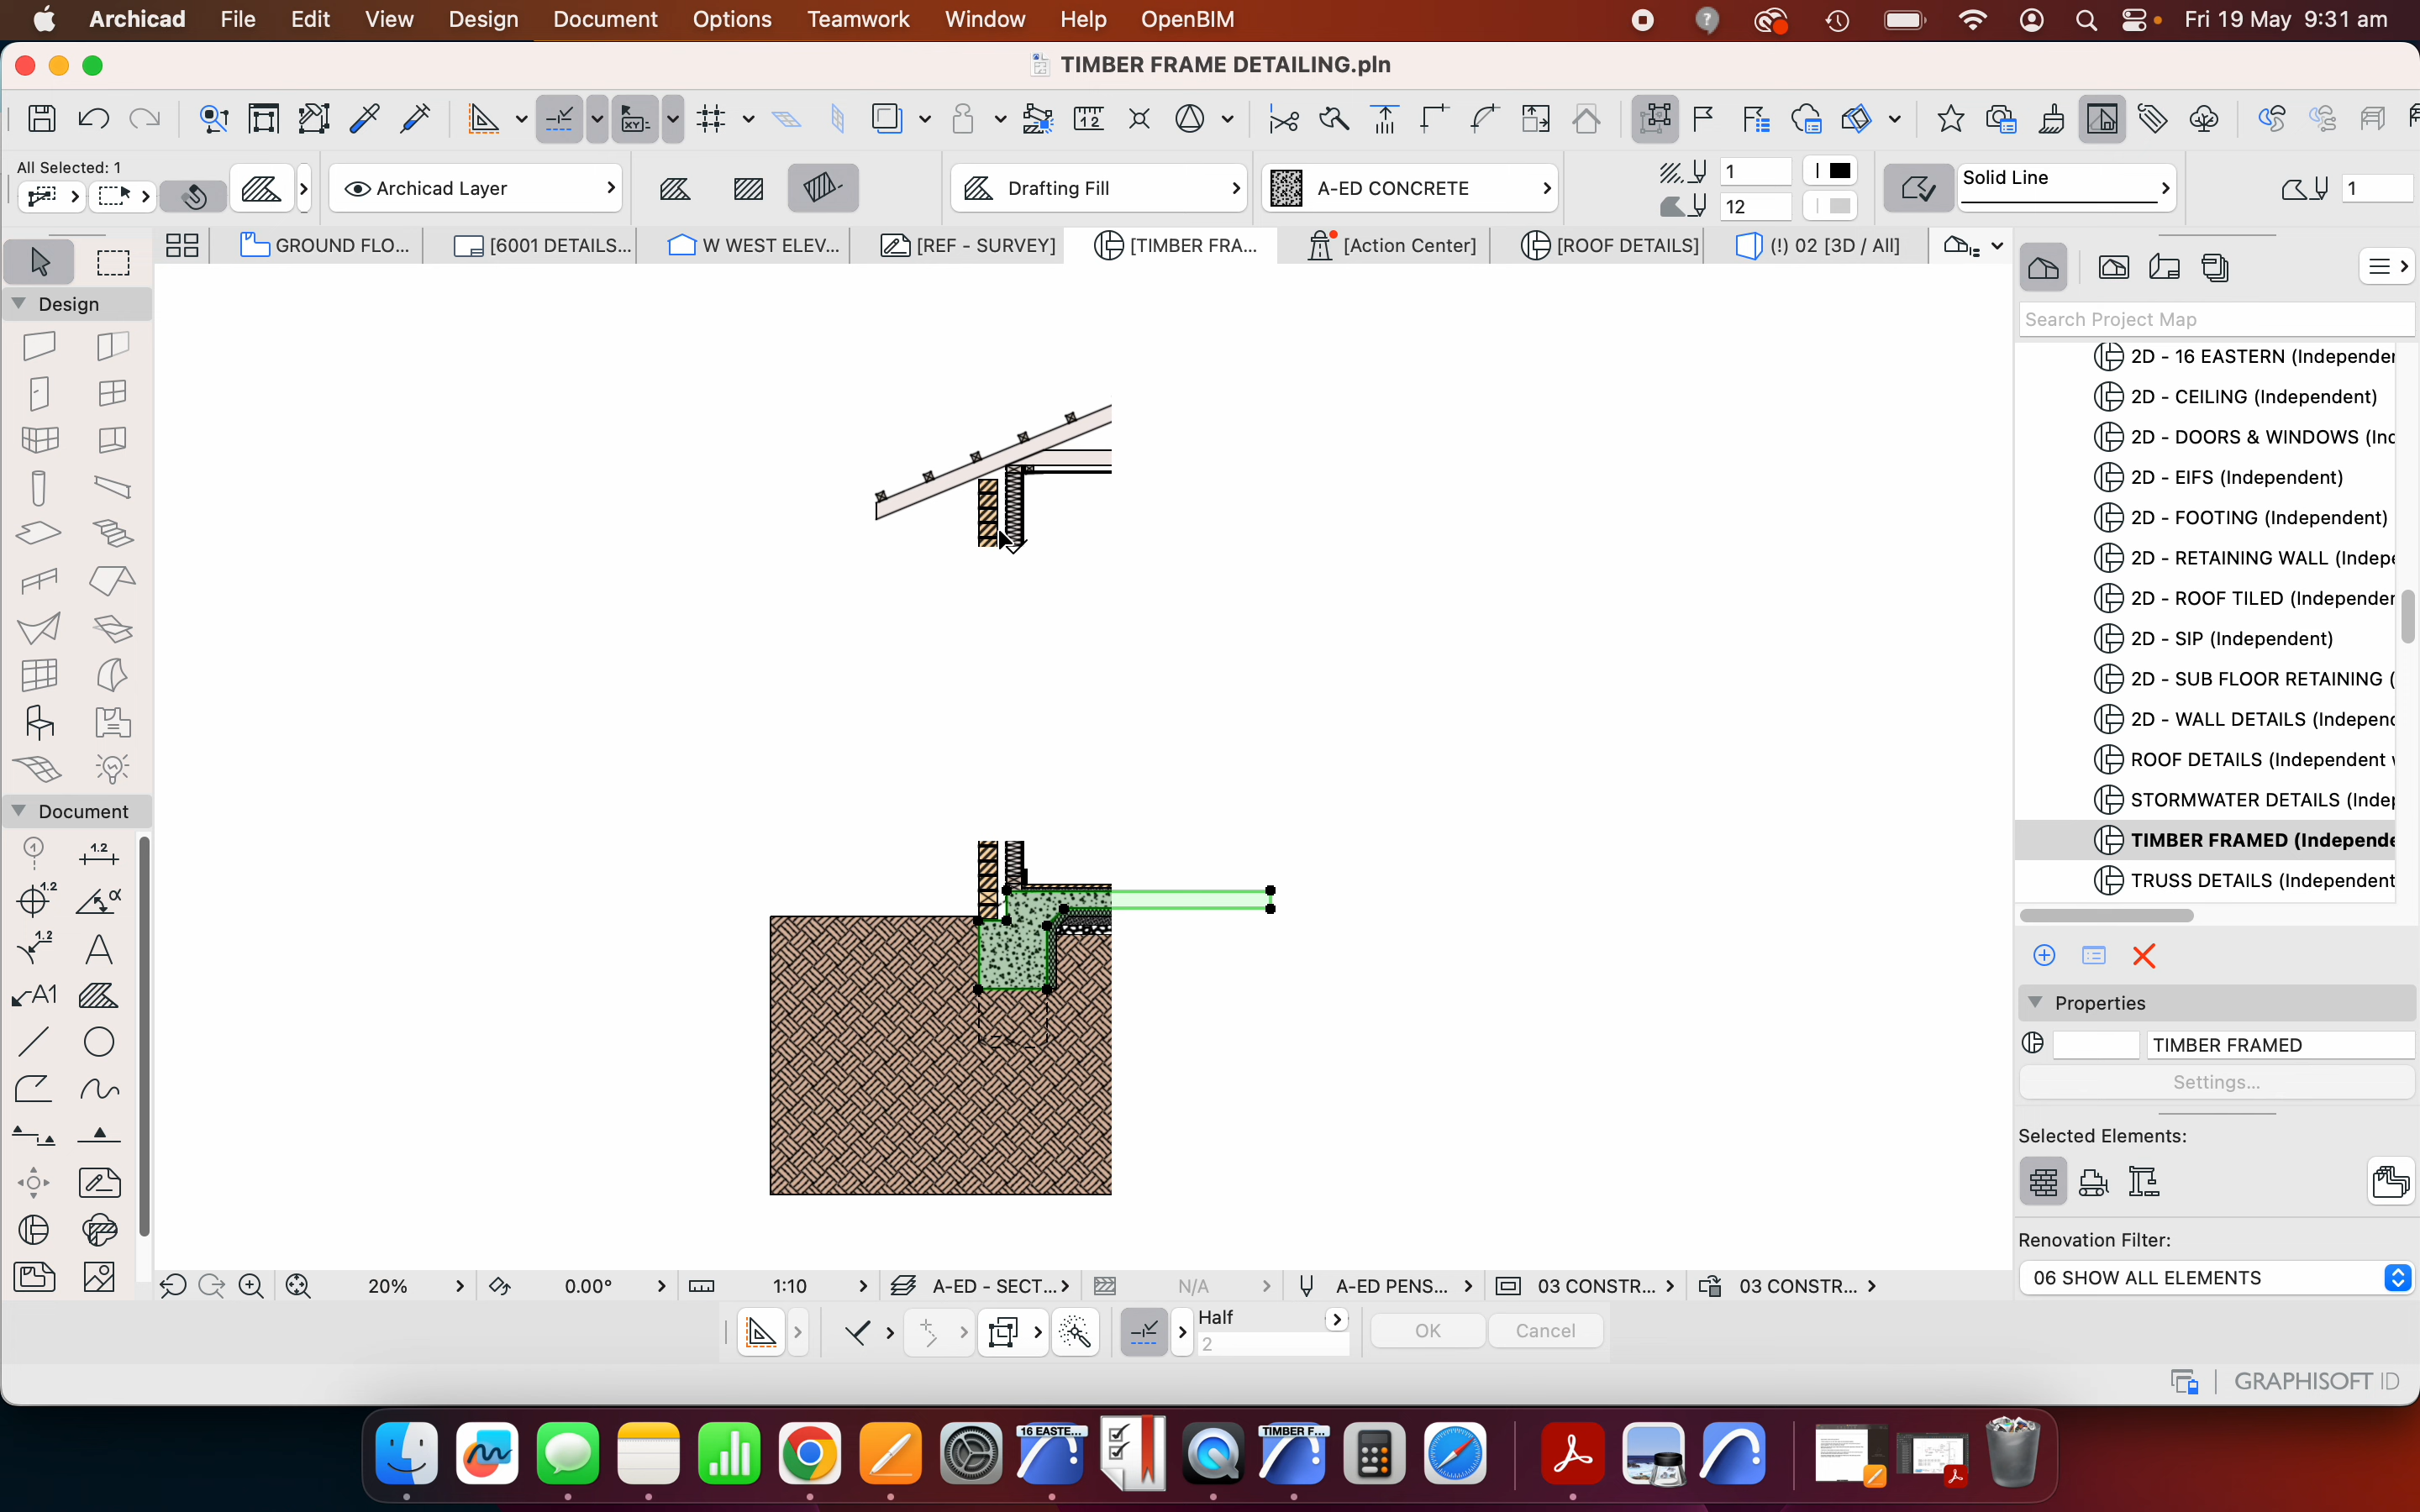 Archicad File Edit View Design Document Options Teamwork Window Help OpenBIM Fri 19 May 9:31 am
TIMBER FRAME DETAILING.pln
All Selected: 1
Archicad Layer
Drafting Fill
A-ED CONCRETE
1
12
Solid Line
1
GROUND FLO...
[6001 DETAILS...
W WEST ELEV...
[REF - SURVEY]
[TIMBER FRA...
[Action Center]
[ROOF DETAILS]
(!) 02 [3D / All]
Design
Document
Search Project Map
2D - 16 EASTERN (Independer
2D - CEILING (Independent)
2D - DOORS & WINDOWS (Inc
2D - EIFS (Independent)
2D - FOOTING (Independent)
2D - RETAINING WALL (Indepe
2D - ROOF TILED (Independer
2D - SIP (Independent)
2D - SUB FLOOR RETAINING (
2D - WALL DETAILS (Independ
ROOF DETAILS (Independent
STORMWATER DETAILS (Indep
TIMBER FRAMED (Independe
TRUSS DETAILS (Independent
Properties
TIMBER FRAMED
Settings...
Selected Elements:
Renovation Filter:
06 SHOW ALL ELEMENTS
20%
0.00°
1:10
A-ED - SECT...
N/A
A-ED PENS...
03 CONSTR...
03 CONSTR...
Half
2
OK
Cancel
GRAPHISOFT ID
16 EASTE...
TIMBER F...